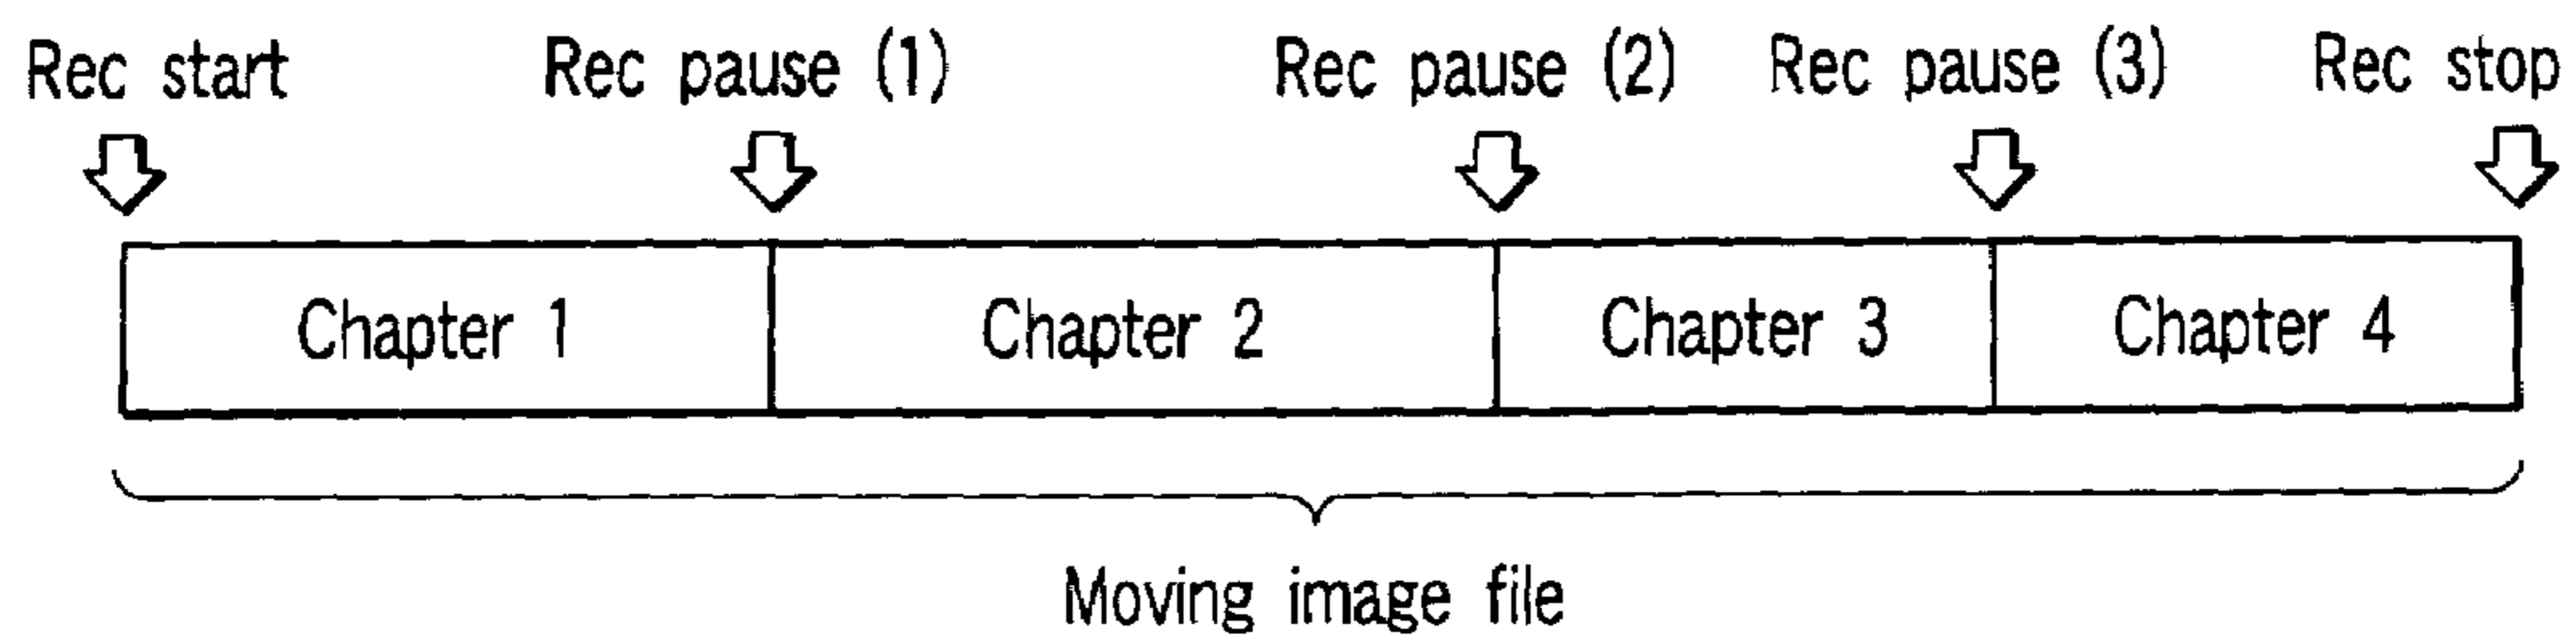 Rec start Rec pause (1) Rec pause (2) Rec pause (3) Rec stop
Chapter 1 Chapter 2 Chapter 3 Chapter 4
Moving image file